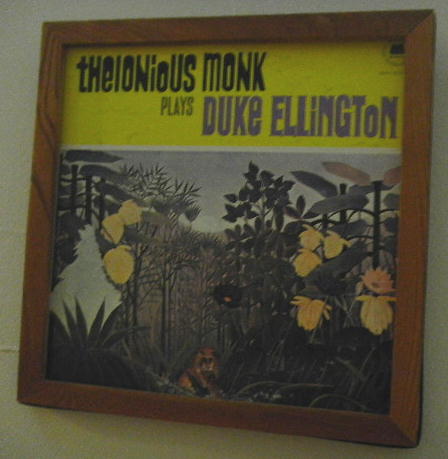 THELONIOUS MONK
PLAYS DUKE ELLINGTON